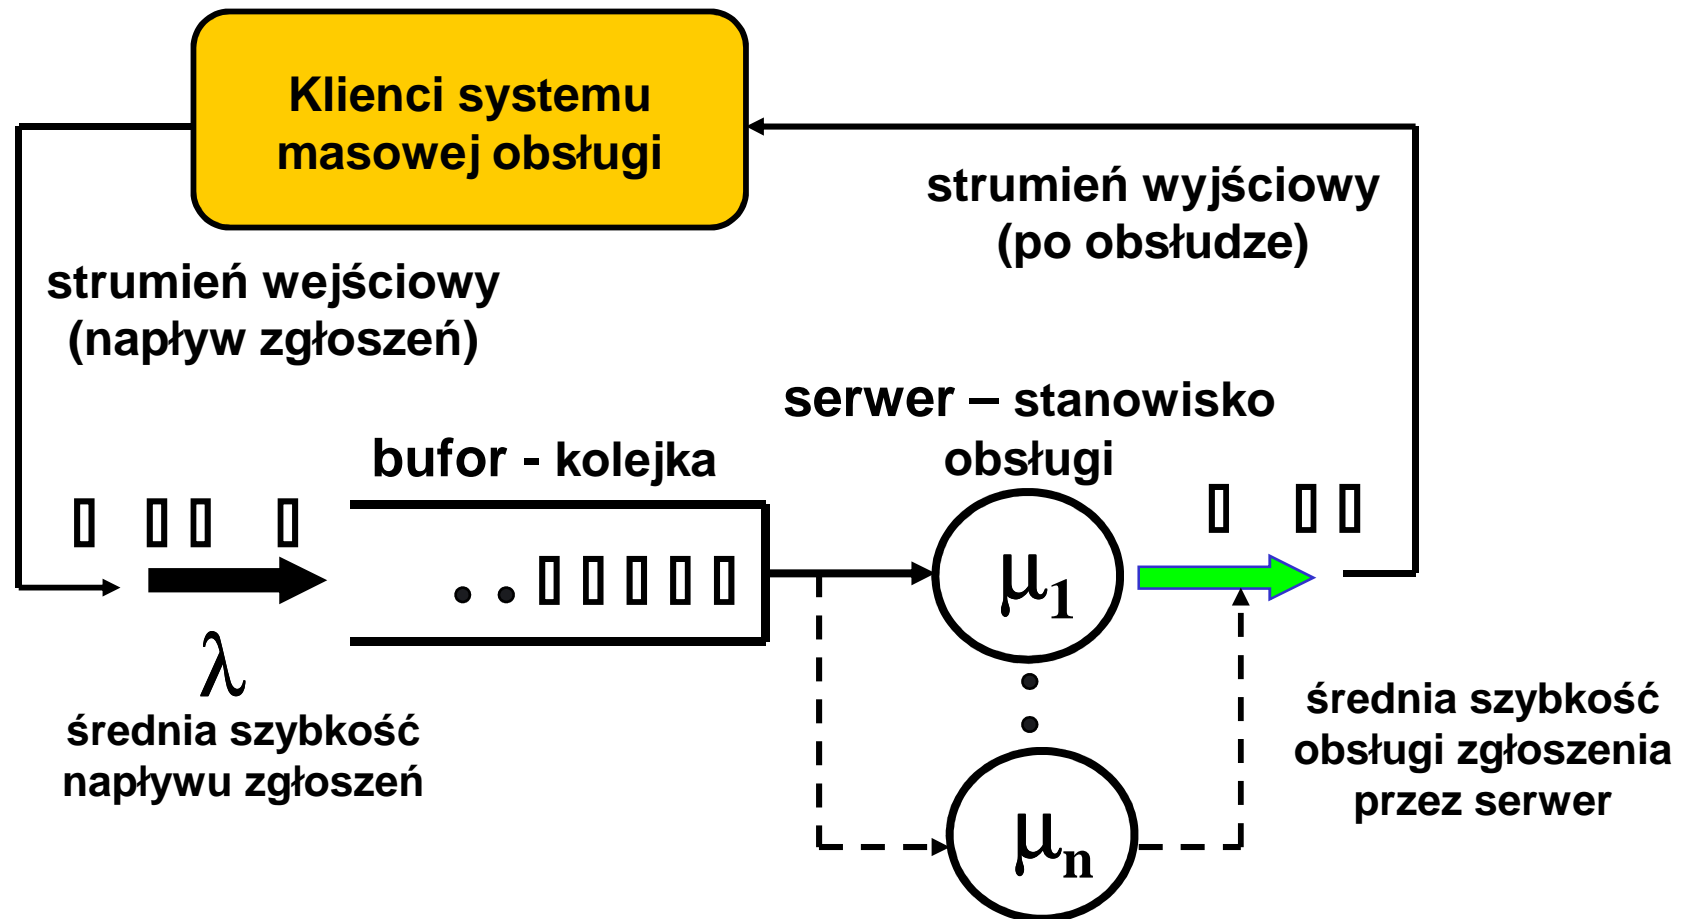 Klienci systemu
masowej obsługi
strumień wyjściowy
(po obsłudze)
strumień wejściowy
(napływ zgłoszeń)
serwer – stanowisko
obsługi
bufor - kolejka
μ1
λ
średnia szybkość
napływu zgłoszeń
średnia szybkość
obsługi zgłoszenia
przez serwer
μn